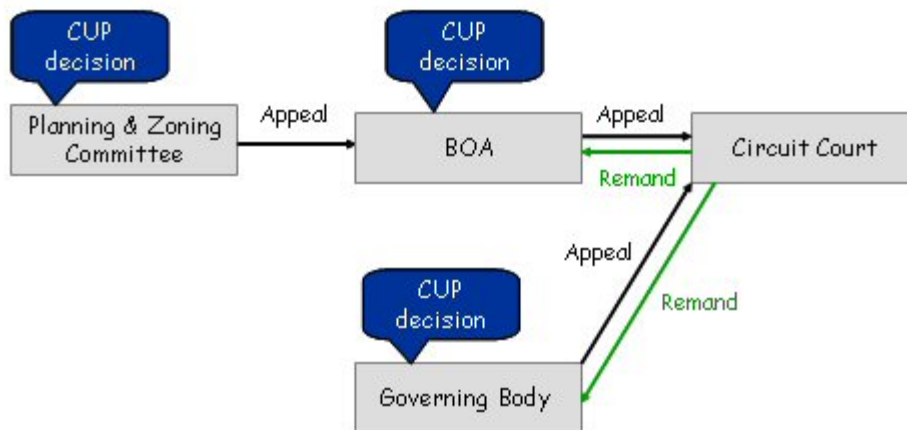 CUP
decision
CUP
decision
Planning & Zoning
Committee
Appeal
BOA
Appeal
Remand
Circuit Court
Appeal
Remand
CUP
decision
Governing Body